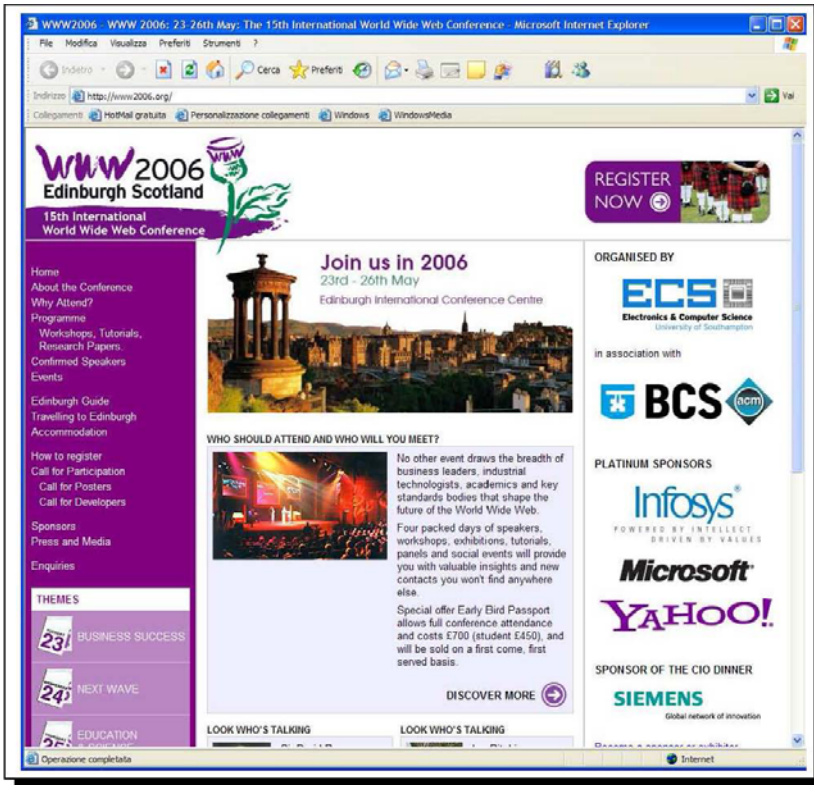 WWW2006 - WWW 2006: 23-26th May: The 15th International World Wide Web Conference - Microsoft Internet Explorer
File Modifica Visualizza Preferiti Strumenti ?
Indietro Cerca Preferiti
Indirizzo http://www2006.org/ Vai
Collegamenti HotMail gratuita Personalizzazione collegamenti Windows WindowsMedia
WWW 2006
WWW
Edinburgh Scotland
15th International
World Wide Web Conference
REGISTER
NOW
Home
About the Conference
Why Attend?
Programme
Workshops, Tutorials,
Research Papers.
Confirmed Speakers
Events
Edinburgh Guide
Travelling to Edinburgh
Accommodation
How to register
Call for Participation
Call for Posters
Call for Developers
Sponsors
Press and Media
Enquiries
THEMES
23 BUSINESS SUCCESS
24 NEXT WAVE
25 EDUCATION
& SCIENCE
Join us in 2006
23rd - 26th May
Edinburgh International Conference Centre
WHO SHOULD ATTEND AND WHO WILL YOU MEET?
No other event draws the breadth of
business leaders, industrial
technologists, academics and key
standards bodies that shape the
future of the World Wide Web.
Four packed days of speakers,
workshops, exhibitions, tutorials,
panels and social events will provide
you with valuable insights and new
contacts you won't find anywhere
else.
Special offer Early Bird Passport
allows full conference attendance
and costs £700 (student £450), and
will be sold on a first come, first
served basis.
DISCOVER MORE
LOOK WHO'S TALKING
LOOK WHO'S TALKING
ORGANISED BY
ECS
Electronics & Computer Science
University of Southampton
in association with
BCS
acm
PLATINUM SPONSORS
Infosys®
POWERED BY INTELLECT
DRIVEN BY VALUES
Microsoft
YAHOO!
SPONSOR OF THE CIO DINNER
SIEMENS
Global network of innovation
Become a sponsor or exhibitor
Operazione completata Internet